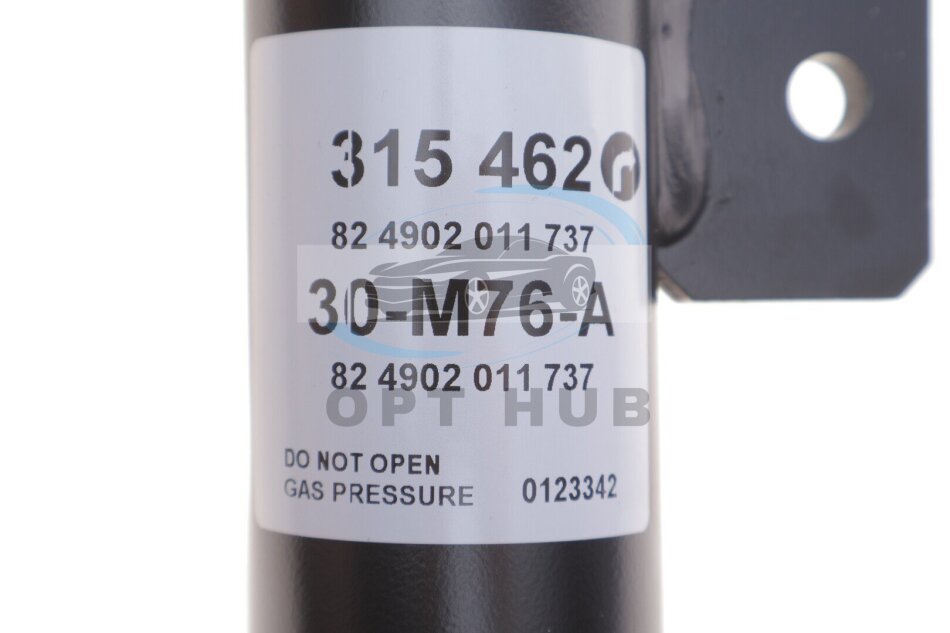 315 462
82 4902 011 737
30-M76-A
82 4902 011 737
OPT HUB
DO NOT OPEN
GAS PRESSURE 0123342